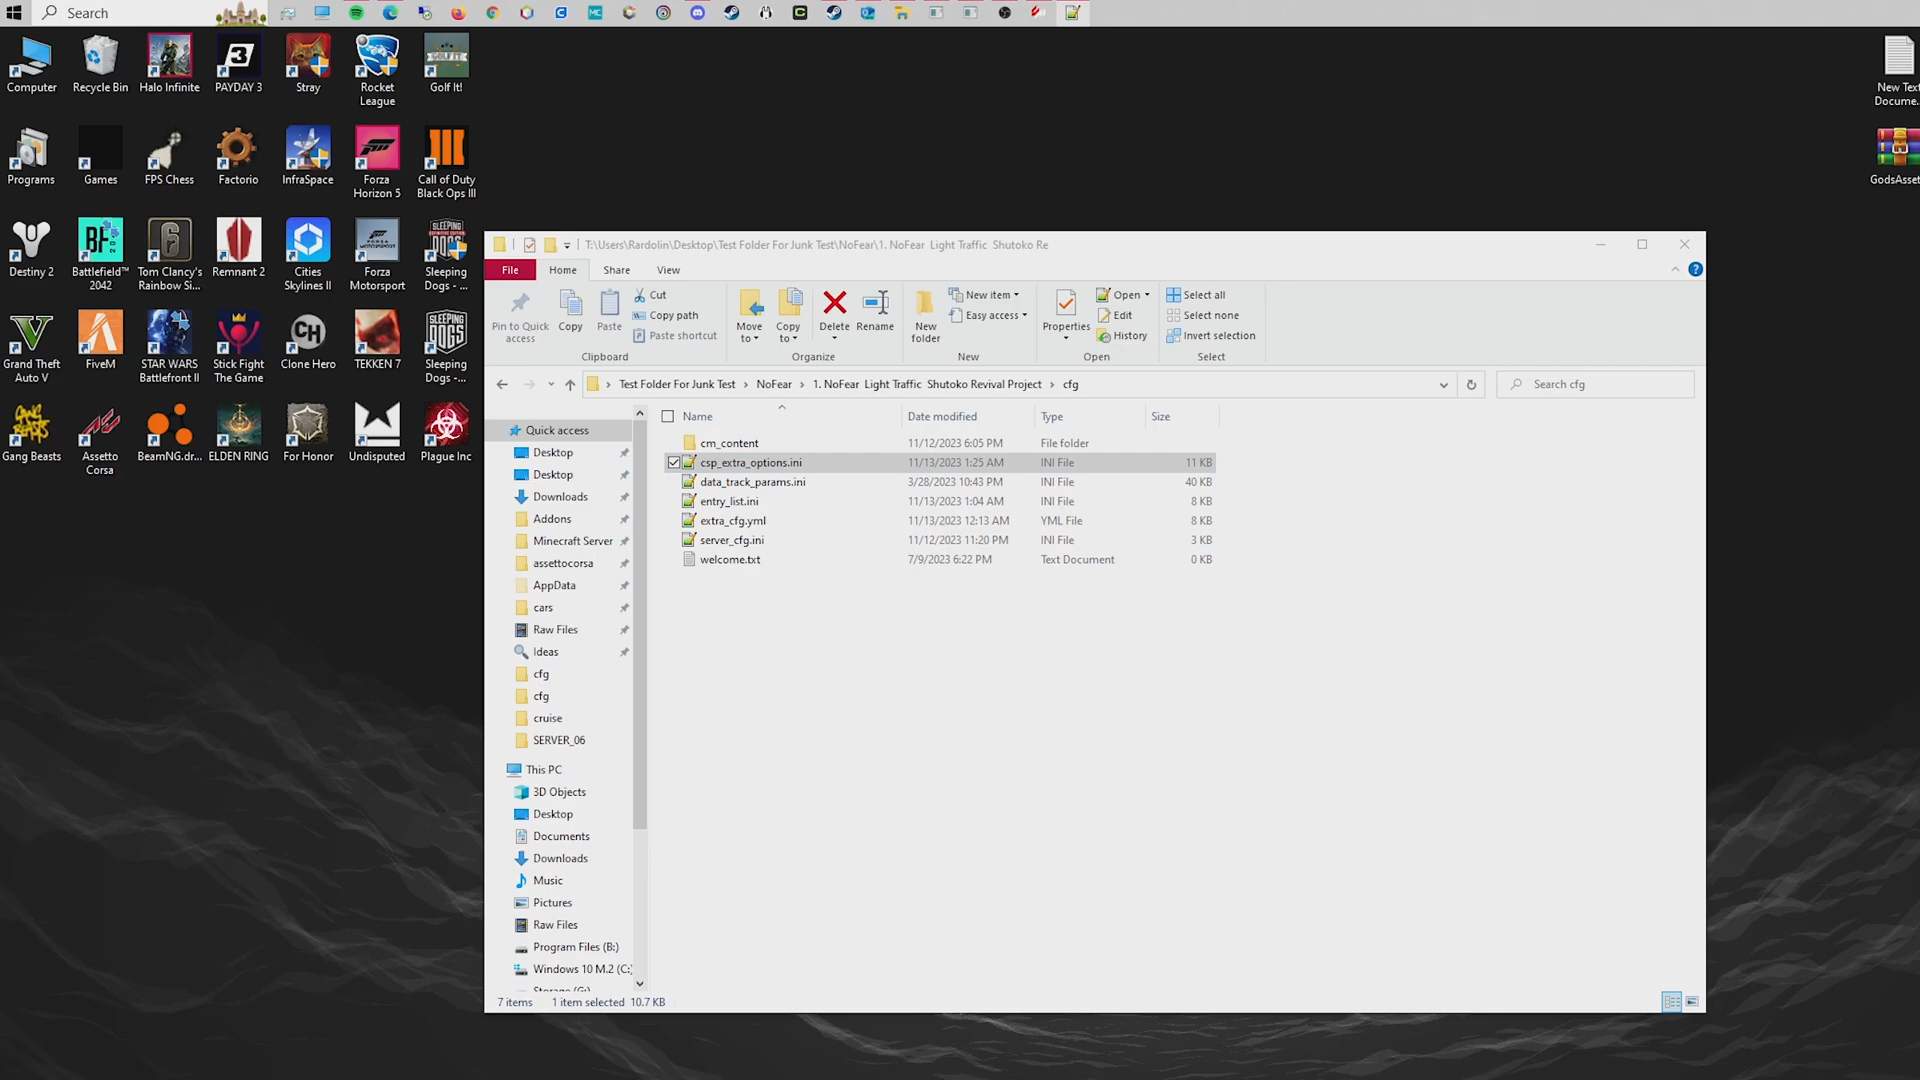 Search
Computer
Recycle Bin
Halo Infinite
PAYDAY 3
Stray
Rocket
League
Golf It!
Programs
Games
FPS Chess
Factorio
InfraSpace
Forza
Horizon 5
Call of Duty
Black Ops III
Destiny 2
Battlefield™
2042
Tom Clancy's
Rainbow Si...
Remnant 2
Cities
Skylines II
Forza
Motorsport
Sleeping
Dogs - ...
Grand Theft
Auto V
FiveM
STAR WARS
Battlefront II
Stick Fight
The Game
Clone Hero
TEKKEN 7
Sleeping
Dogs -...
Gang Beasts
Assetto
Corsa
BeamNG.dr...
ELDEN RING
For Honor
Undisputed
Plague Inc
New Text
Docume...
GodsAsset
T:\Users\Rardolin\Desktop\Test Folder For Junk Test\NoFear\1. NoFear Light Traffic Shutoko Re
File
Home
Share
View
Pin to Quick
access
Copy
Paste
Cut
Copy path
Paste shortcut
Clipboard
Move
to
Copy
to
Delete
Rename
Organize
New
folder
New item
Easy access
New
Properties
Open
Edit
History
Open
Select all
Select none
Invert selection
Select
Test Folder For Junk Test › NoFear › 1. NoFear Light Traffic Shutoko Revival Project › cfg
Search cfg
Quick access
Desktop
Desktop
Downloads
Addons
Minecraft Server
assettocorsa
AppData
cars
Raw Files
Ideas
cfg
cfg
cruise
SERVER_06
This PC
3D Objects
Desktop
Documents
Downloads
Music
Pictures
Raw Files
Program Files (B:)
Windows 10 M.2 (C:)
Storage (G:)
Name Date modified Type Size
cm_content 11/12/2023 6:05 PM File folder
csp_extra_options.ini 11/13/2023 1:25 AM INI File 11 KB
data_track_params.ini 3/28/2023 10:43 PM INI File 40 KB
entry_list.ini 11/13/2023 1:04 AM INI File 8 KB
extra_cfg.yml 11/13/2023 12:13 AM YML File 8 KB
server_cfg.ini 11/12/2023 11:20 PM INI File 3 KB
welcome.txt 7/9/2023 6:22 PM Text Document 0 KB
7 items 1 item selected 10.7 KB